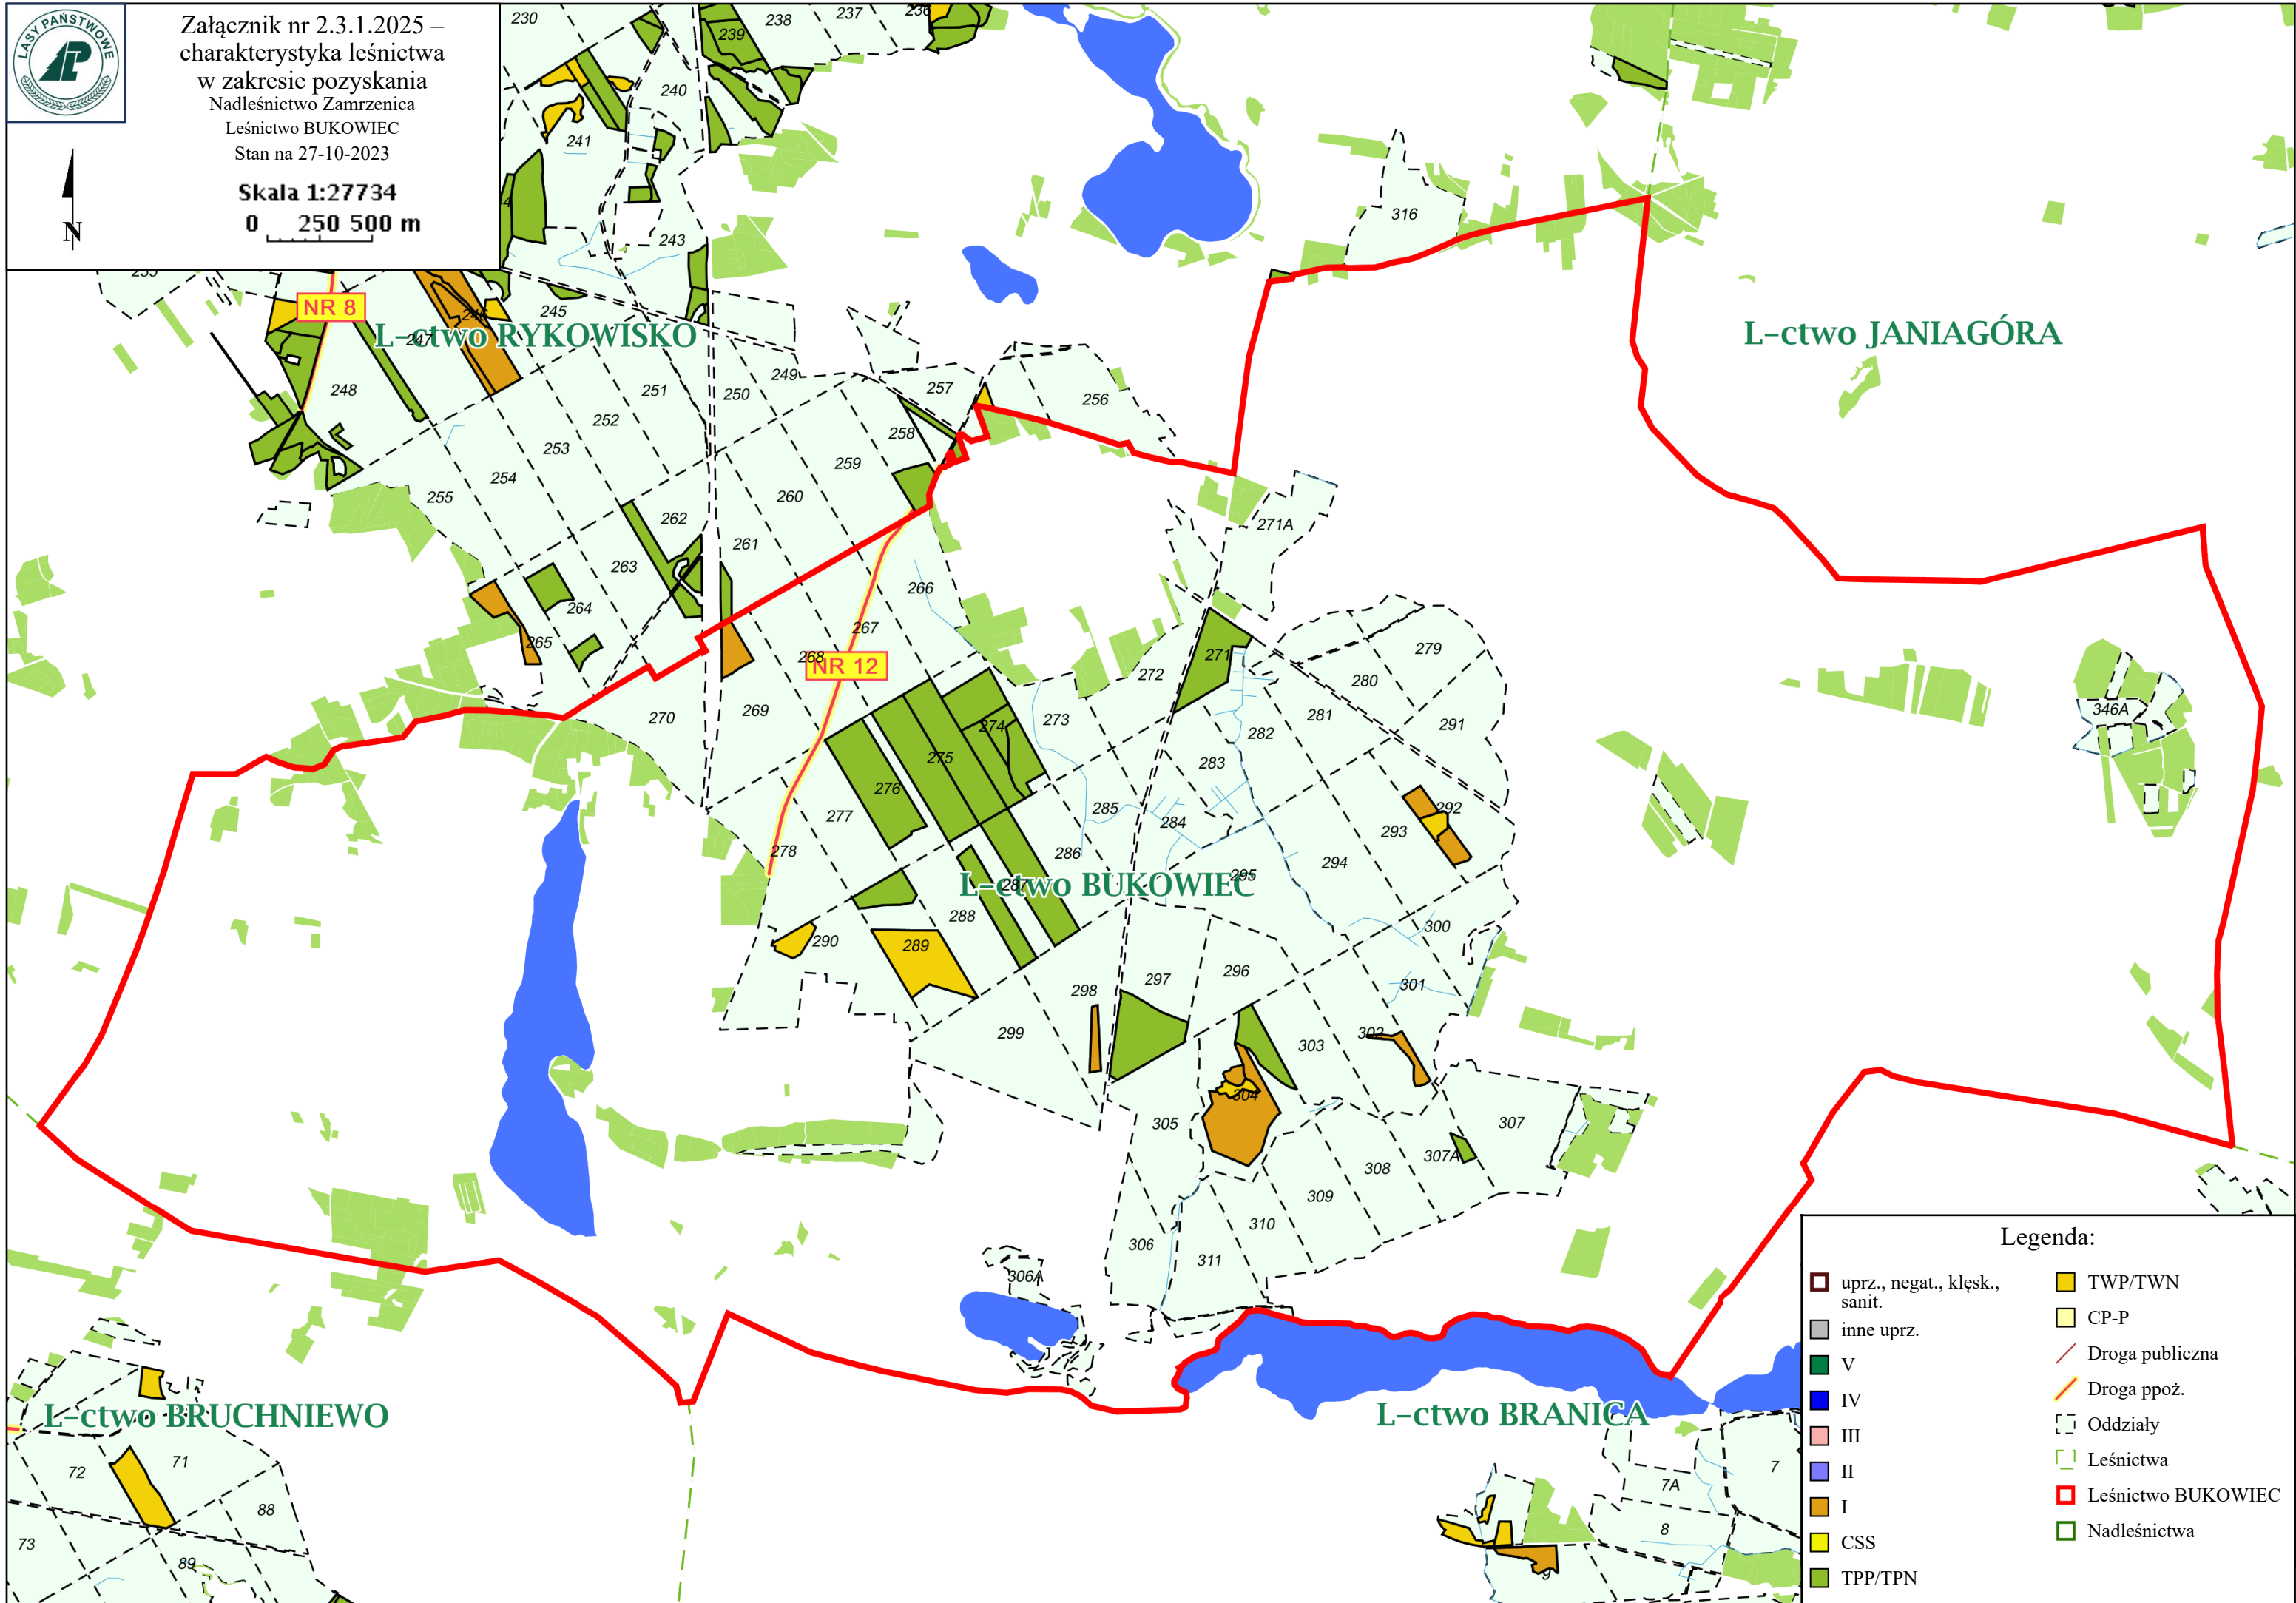 LASY PAŃSTWOWE
Załącznik nr 2.3.1.2025 –
charakterystyka leśnictwa
w zakresie pozyskania
Nadleśnictwo Zamrzenica
Leśnictwo BUKOWIEC
Stan na 27-10-2023
Skala 1:27734
0 250 500 m
N
230
238
237
236
239
240
241
243
316
245
246
247
NR 8
L-ctwo RYKOWISKO
L-ctwo JANIAGÓRA
248
249
250
251
252
253
254
255
256
257
258
259
260
261
262
263
264
265
266
267
268
NR 12
269
270
271A
271
272
273
274
275
276
277
278
279
280
281
282
283
284
285
286
287
L-ctwo BUKOWIEC
288
289
290
291
292
293
294
295
296
297
298
299
300
301
302
303
304
305
306
306A
307
307A
308
309
310
311
346A
L-ctwo BRUCHNIEWO
L-ctwo BRANICA
71
72
73
88
89
7
7A
8
9
Legenda:
uprz., negat., klęsk.,
sanit.
inne uprz.
V
IV
III
II
I
CSS
TPP/TPN
TWP/TWN
CP-P
Droga publiczna
Droga ppoż.
Oddziały
Leśnictwa
Leśnictwo BUKOWIEC
Nadleśnictwa